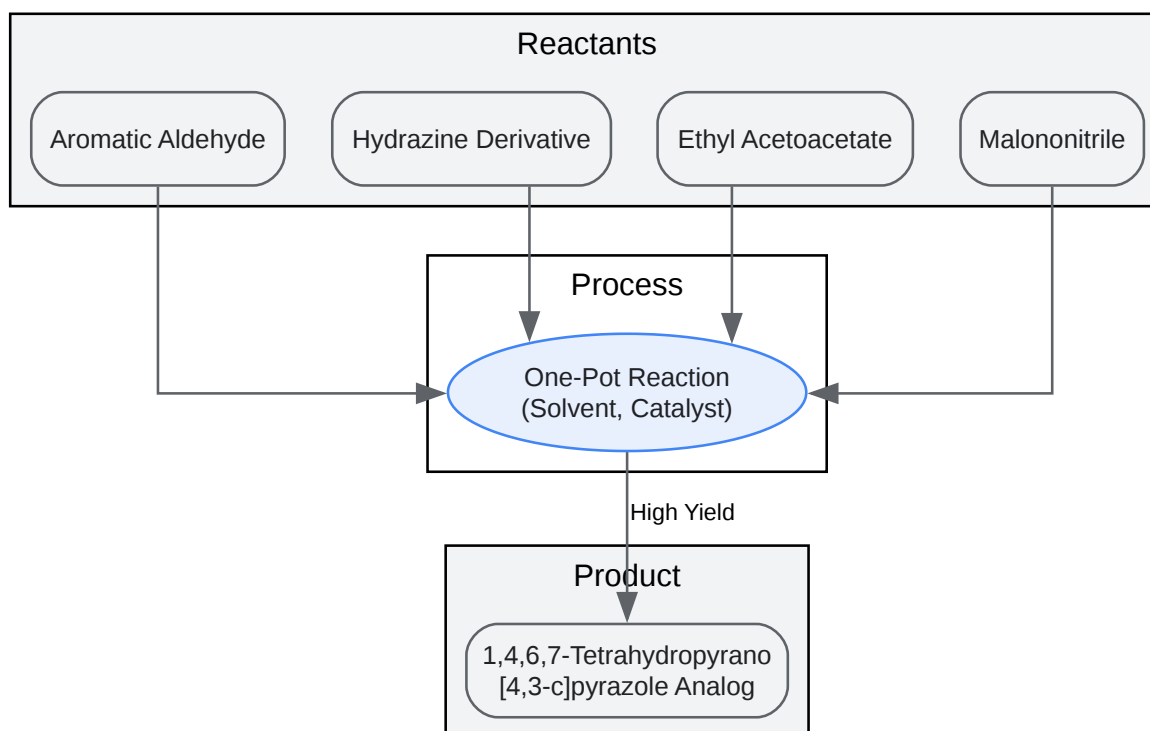 Reactants
Aromatic Aldehyde
Hydrazine Derivative
Ethyl Acetoacetate
Malononitrile
Process
One-Pot Reaction
(Solvent, Catalyst)
High Yield
Product
1,4,6,7-Tetrahydropyrano
[4,3-c]pyrazole Analog